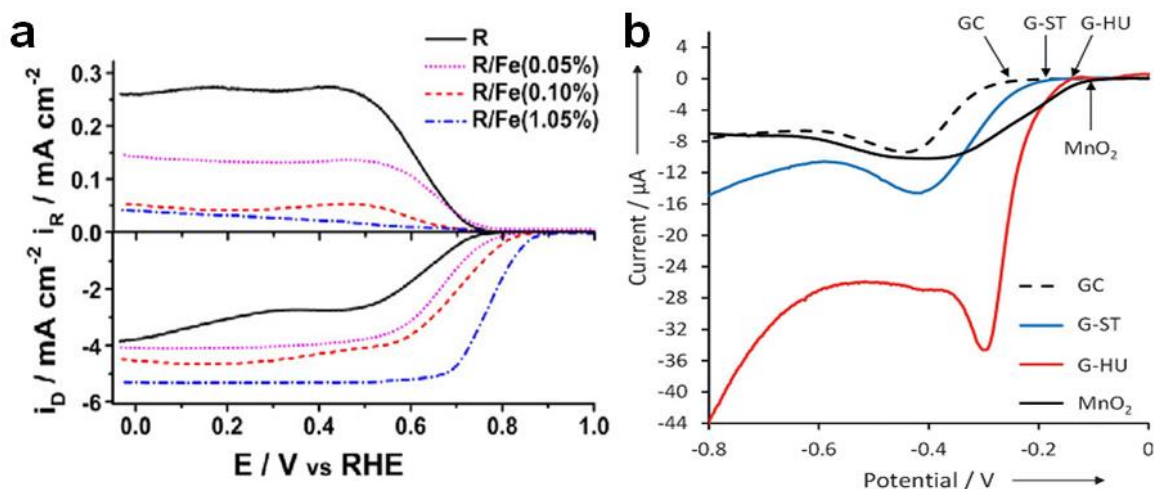 a
R
R/Fe(0.05%)
R/Fe(0.10%)
R/Fe(1.05%)
0.3
0.2
0.1
0.0
-2
-4
-6
i_R / mA cm⁻²
i_D / mA cm⁻²
0.0 0.2 0.4 0.6 0.8 1.0
E / V vs RHE
b
GC G-ST G-HU
4
0
-4
-8
-12
-16
-20
-24
-28
-32
-36
-40
-44
MnO₂
Current / µA
GC
G-ST
G-HU
MnO₂
-0.8 -0.6 -0.4 -0.2 0
Potential / V